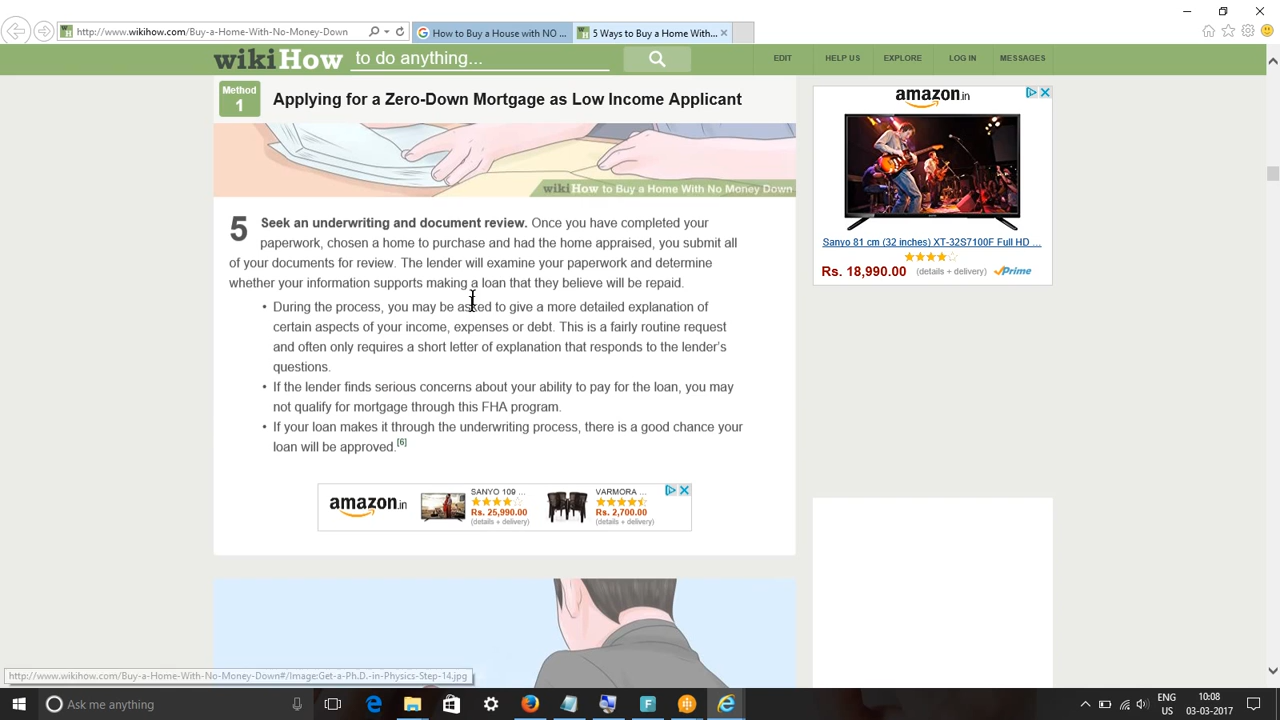 http://www.wikihow.com/Buy-a-Home-With-No-Money-Down
How to Buy a House with NO ...
5 Ways to Buy a Home With...
wikiHow to do anything...
EDIT
HELP US
EXPLORE
LOG IN
MESSAGES
Method
1
Applying for a Zero-Down Mortgage as Low Income Applicant
wikiHow to Buy a Home With No Money Down
5 Seek an underwriting and document review. Once you have completed your
paperwork, chosen a home to purchase and had the home appraised, you submit all
of your documents for review. The lender will examine your paperwork and determine
whether your information supports making a loan that they believe will be repaid.
• During the process, you may be asked to give a more detailed explanation of
certain aspects of your income, expenses or debt. This is a fairly routine request
and often only requires a short letter of explanation that responds to the lender's
questions.
• If the lender finds serious concerns about your ability to pay for the loan, you may
not qualify for mortgage through this FHA program.
• If your loan makes it through the underwriting process, there is a good chance your
loan will be approved.[6]
amazon.in
SANYO 109 ...
Rs. 25,990.00
(details + delivery)
VARMORA ...
Rs. 2,700.00
(details + delivery)
amazon.in
Sanyo 81 cm (32 inches) XT-32S7100F Full HD ...
Rs. 18,990.00 (details + delivery) Prime
http://www.wikihow.com/Buy-a-Home-With-No-Money-Down#/Image:Get-a-Ph.D.-in-Physics-Step-14.jpg
Ask me anything
ENG
US
10:08
03-03-2017